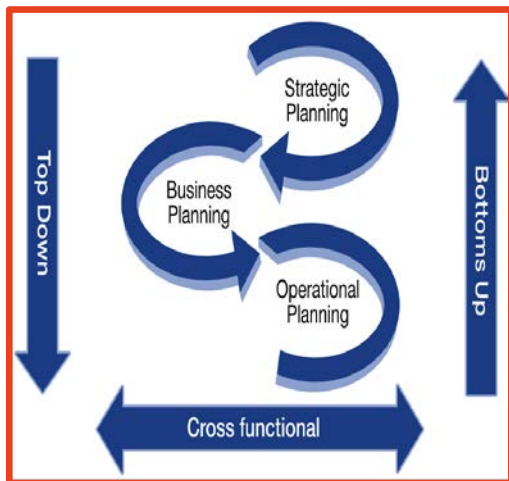 Strategic
Planning
Top Down
Business
Planning
Bottoms Up
Operational
Planning
Cross functional